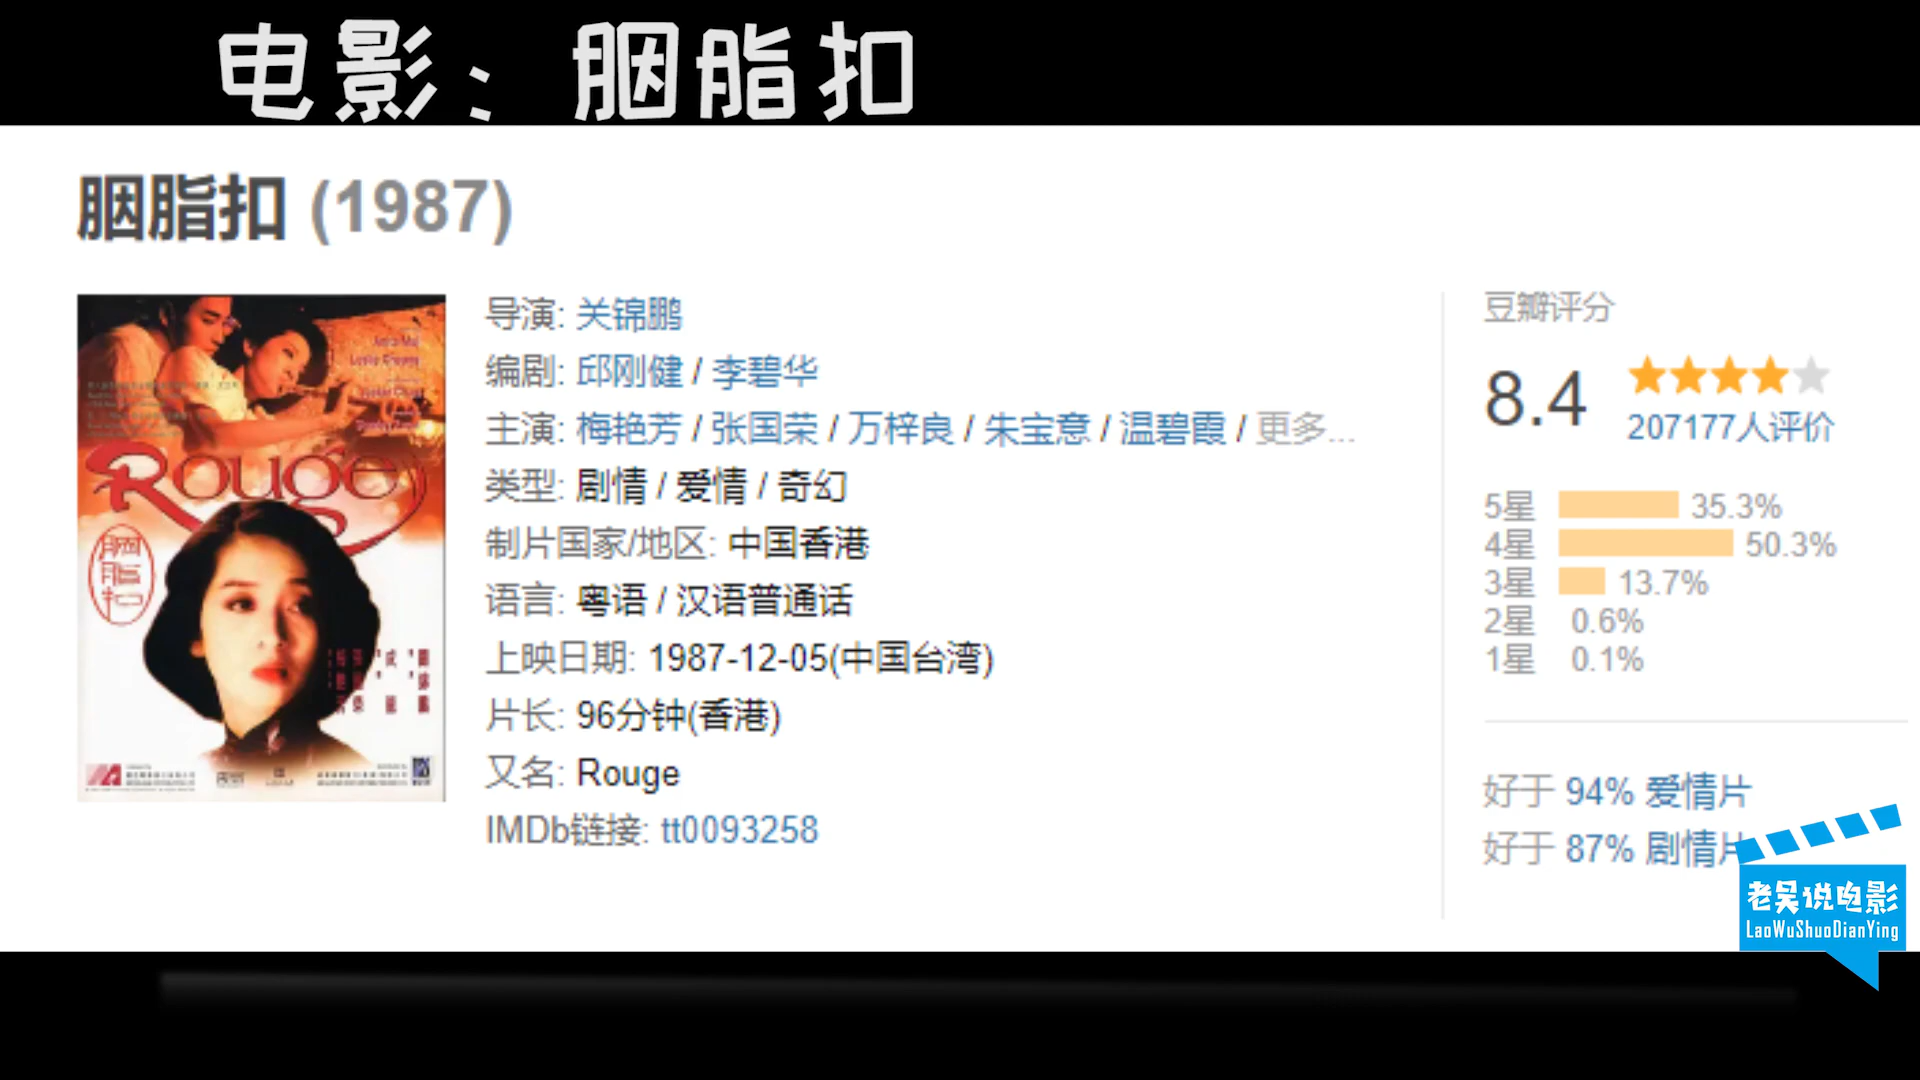 电影：胭脂扣
胭脂扣 (1987)
Rouge
胭脂扣
导演: 关锦鹏
编剧: 邱刚健 / 李碧华
主演: 梅艳芳 / 张国荣 / 万梓良 / 朱宝意 / 温碧霞 / 更多...
类型: 剧情 / 爱情 / 奇幻
制片国家/地区: 中国香港
语言: 粤语 / 汉语普通话
上映日期: 1987-12-05(中国台湾)
片长: 96分钟(香港)
又名: Rouge
IMDb链接: tt0093258
豆瓣评分
8.4
207177人评价
5星 35.3%
4星 50.3%
3星 13.7%
2星 0.6%
1星 0.1%
好于 94% 爱情片
好于 87% 剧情片
老吴说电影
LaoWuShuoDianYing